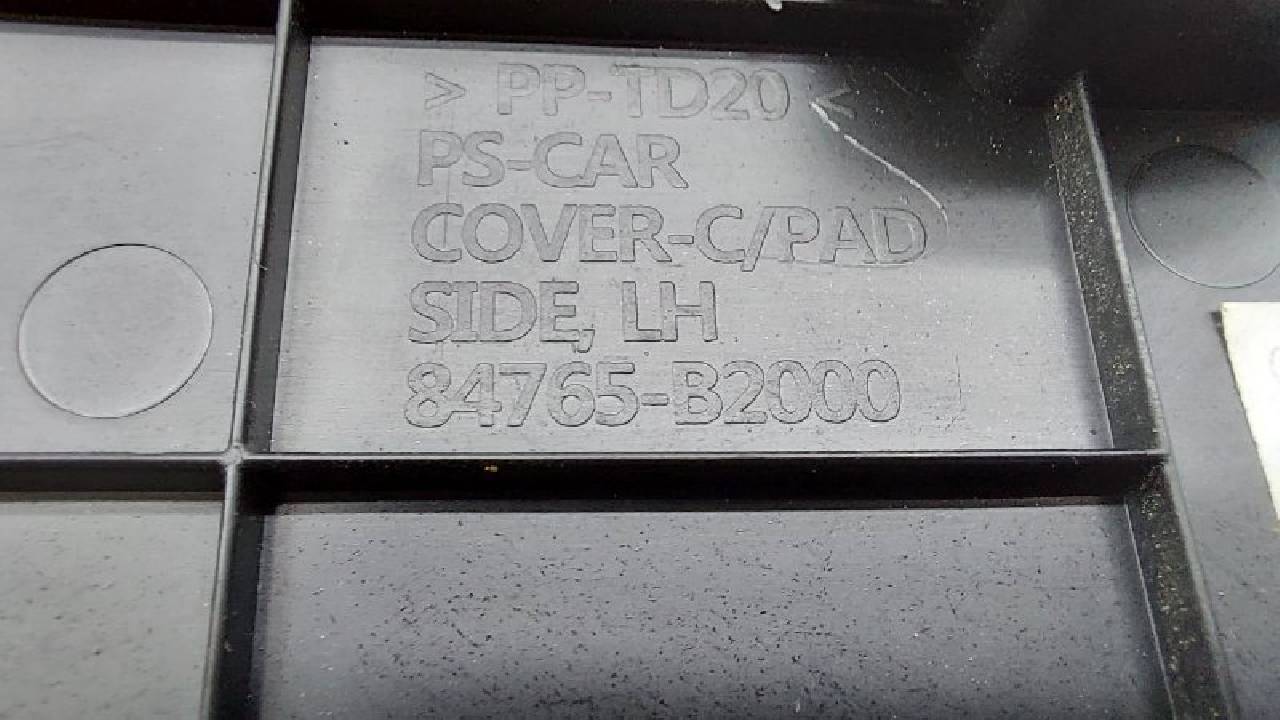 > PP-TD20 <
PS-CAR
COVER-C/PAD
SIDE, LH
84765-B2000